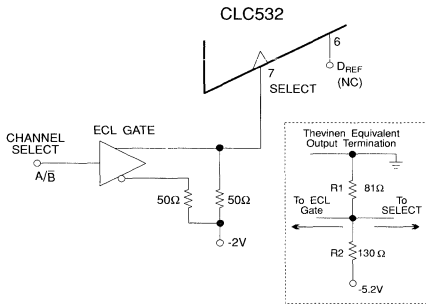 CLC532
6
7
D_REF
(NC)
SELECT
ECL GATE
CHANNEL
SELECT
A/B̅
50Ω
50Ω
-2V
Thevinen Equivalent
Output Termination
R1 81Ω
To ECL
Gate
To
SELECT
R2 130 Ω
-5.2V